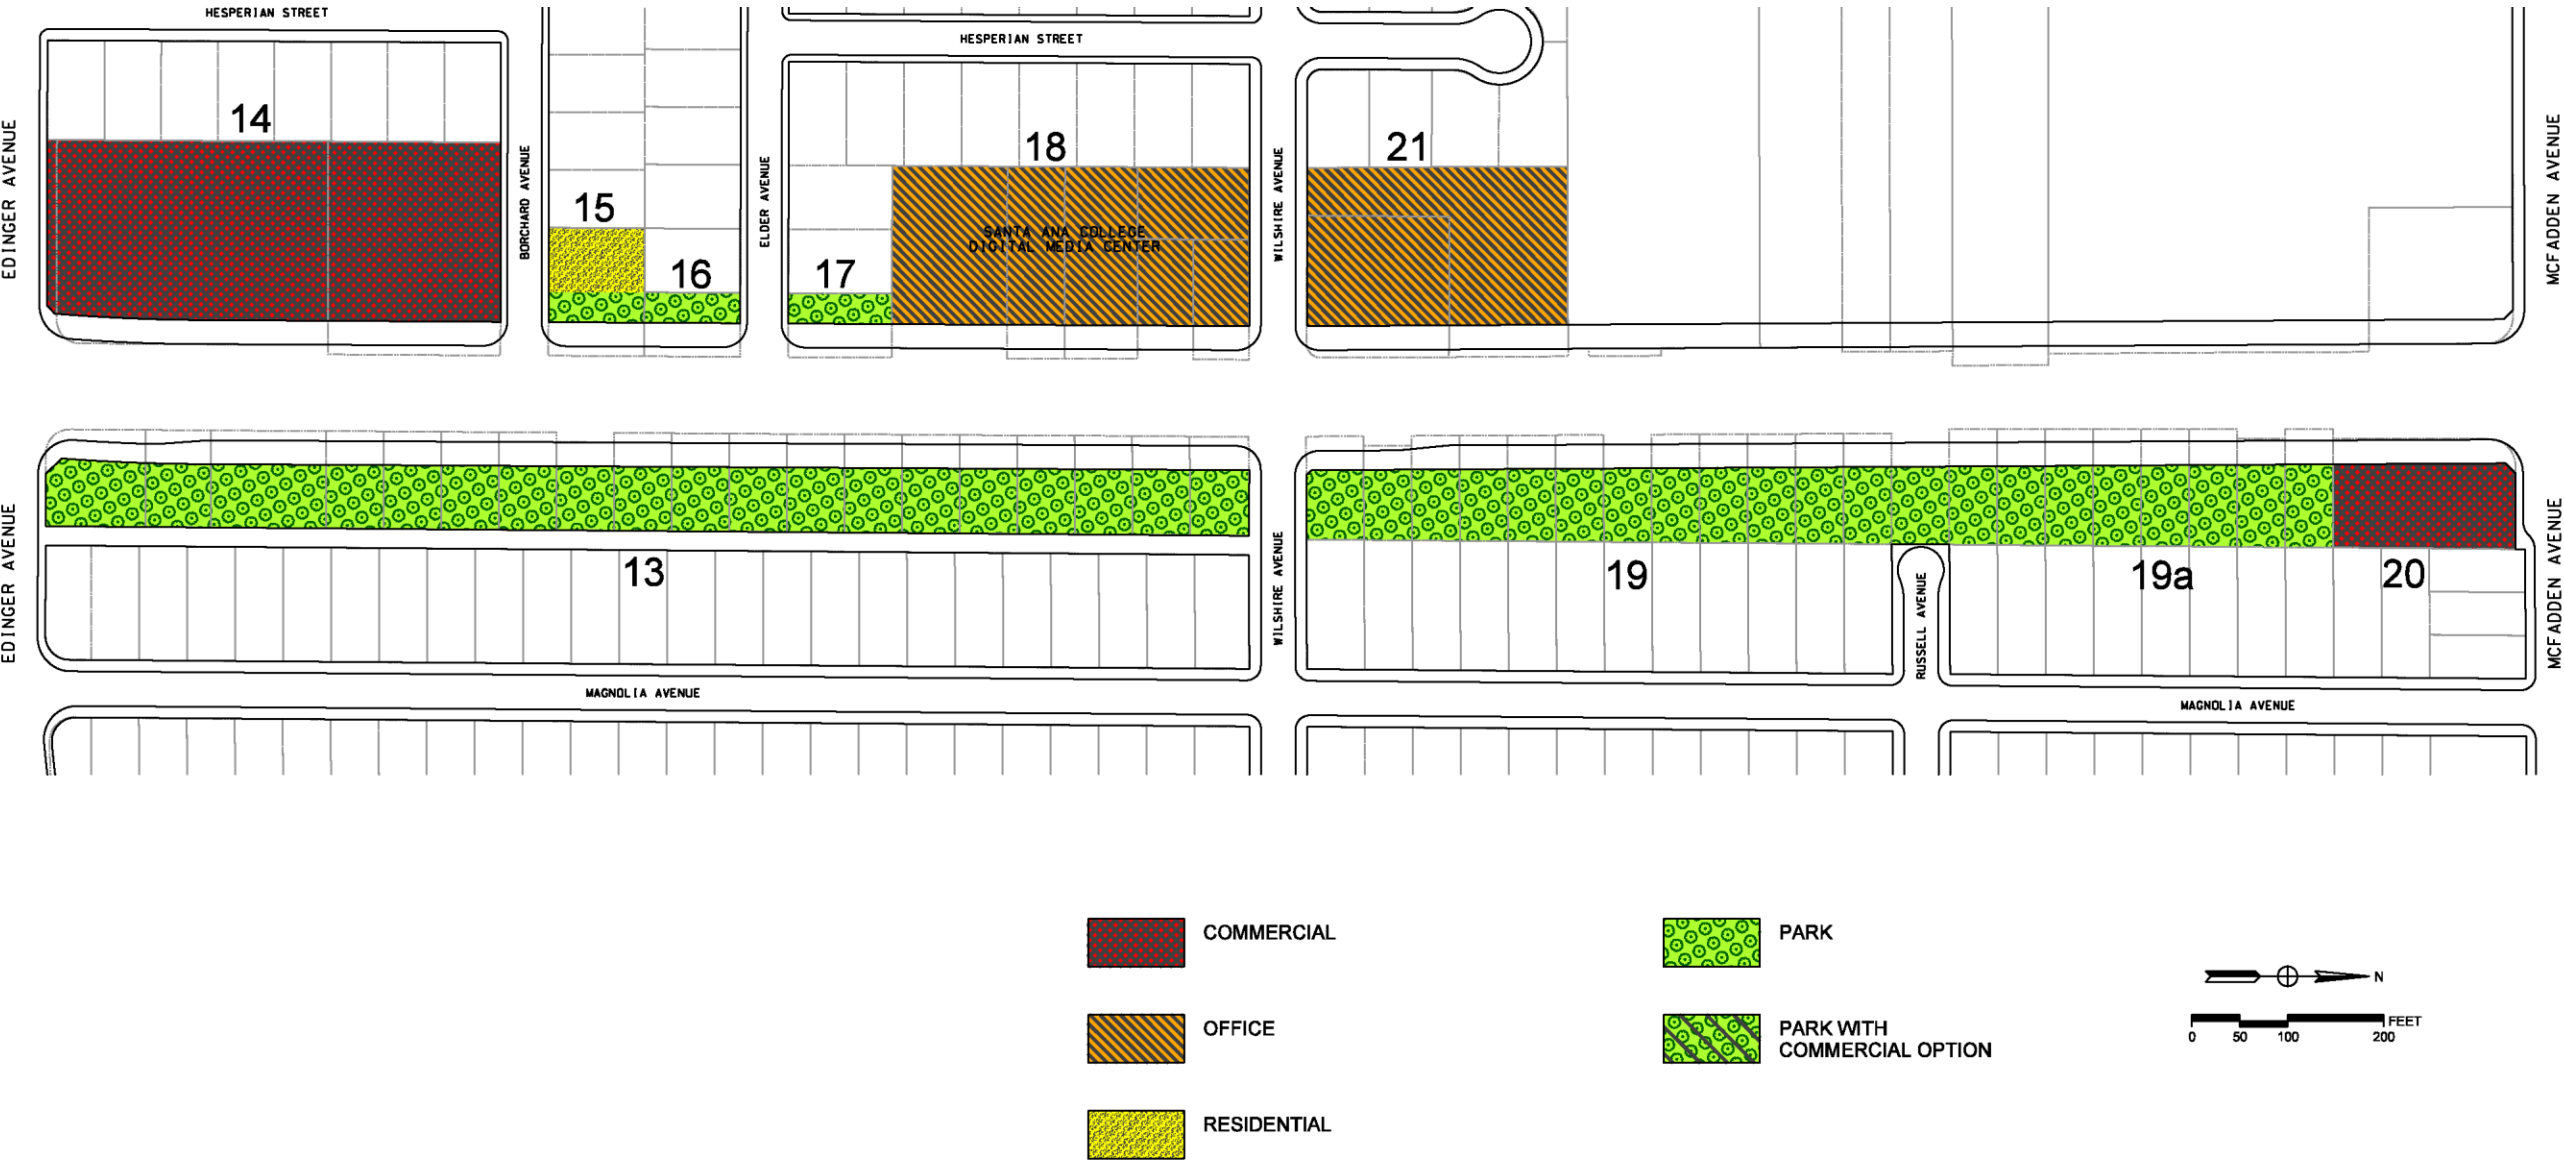 HESPERIAN STREET
HESPERIAN STREET
14
18
21
EDINGER AVENUE
BORCHARD AVENUE
15
ELDER AVENUE
WILSHIRE AVENUE
MCFADDEN AVENUE
SANTA ANA COLLEGE
DIGITAL MEDIA CENTER
16
17
EDINGER AVENUE
13
WILSHIRE AVENUE
19
RUSSELL AVENUE
19a
20
MCFADDEN AVENUE
MAGNOLIA AVENUE
MAGNOLIA AVENUE
COMMERCIAL
PARK
OFFICE
PARK WITH
COMMERCIAL OPTION
RESIDENTIAL
N
FEET
0 50 100 200